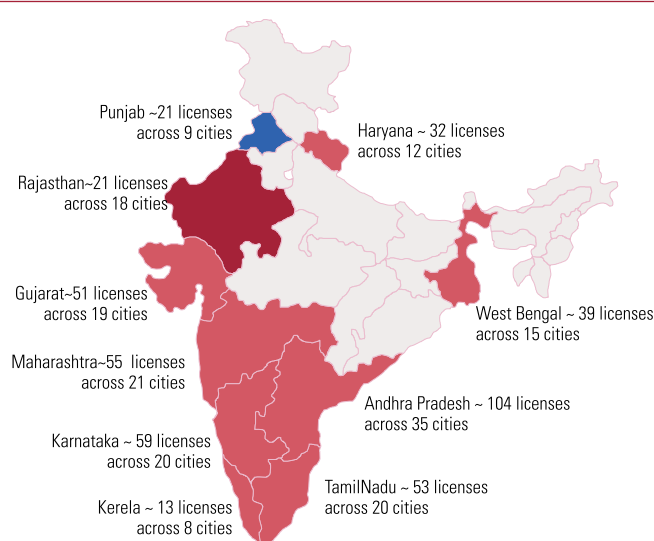 Punjab ~21 licenses
across 9 cities
Haryana ~ 32 licenses
across 12 cities
Rajasthan~21 licenses
across 18 cities
Gujarat~51 licenses
across 19 cities
West Bengal ~ 39 licenses
across 15 cities
Maharashtra~55 licenses
across 21 cities
Andhra Pradesh ~ 104 licenses
across 35 cities
Karnataka ~ 59 licenses
across 20 cities
TamilNadu ~ 53 licenses
across 20 cities
Kerela ~ 13 licenses
across 8 cities